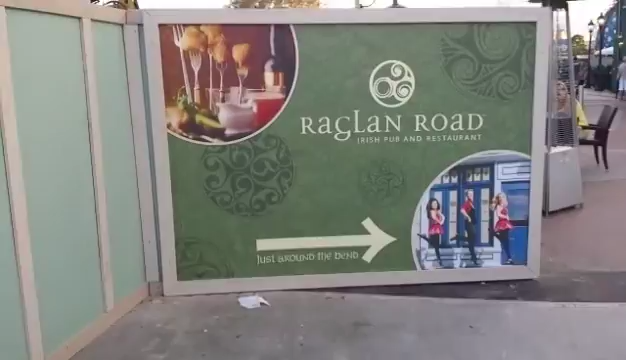 RaGLAN ROAD
IRISH PUB AND RESTAURANT
Just around the bend